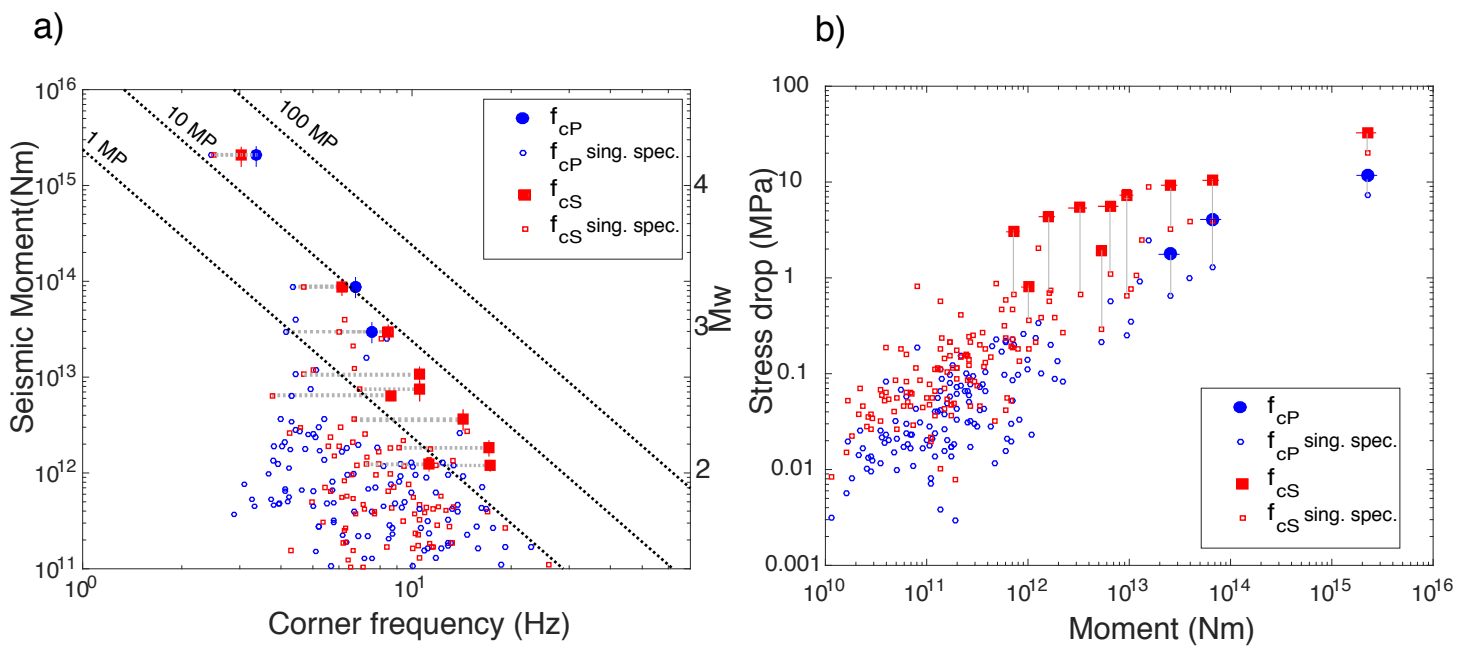 a)
10^16
10^15
10^14
10^13
10^12
10^11
Seismic Moment(Nm)
1 MP
10 MP
100 MP
f_cP
f_cP sing. spec.
f_cS
f_cS sing. spec.
4
3
2
Mw
10^0
10^1
Corner frequency (Hz)
b)
100
10
1
0.1
0.01
0.001
Stress drop (MPa)
f_cP
f_cP sing. spec.
f_cS
f_cS sing. spec.
10^10
10^11
10^12
10^13
10^14
10^15
10^16
Moment (Nm)